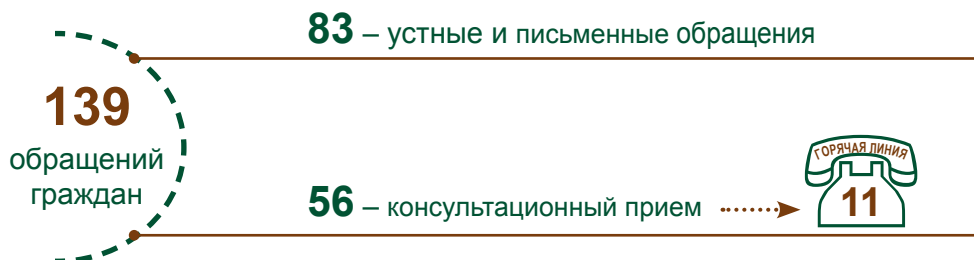 83 – устные и письменные обращения
139
обращений
граждан
56 – консультационный прием
ГОРЯЧАЯ ЛИНИЯ
11